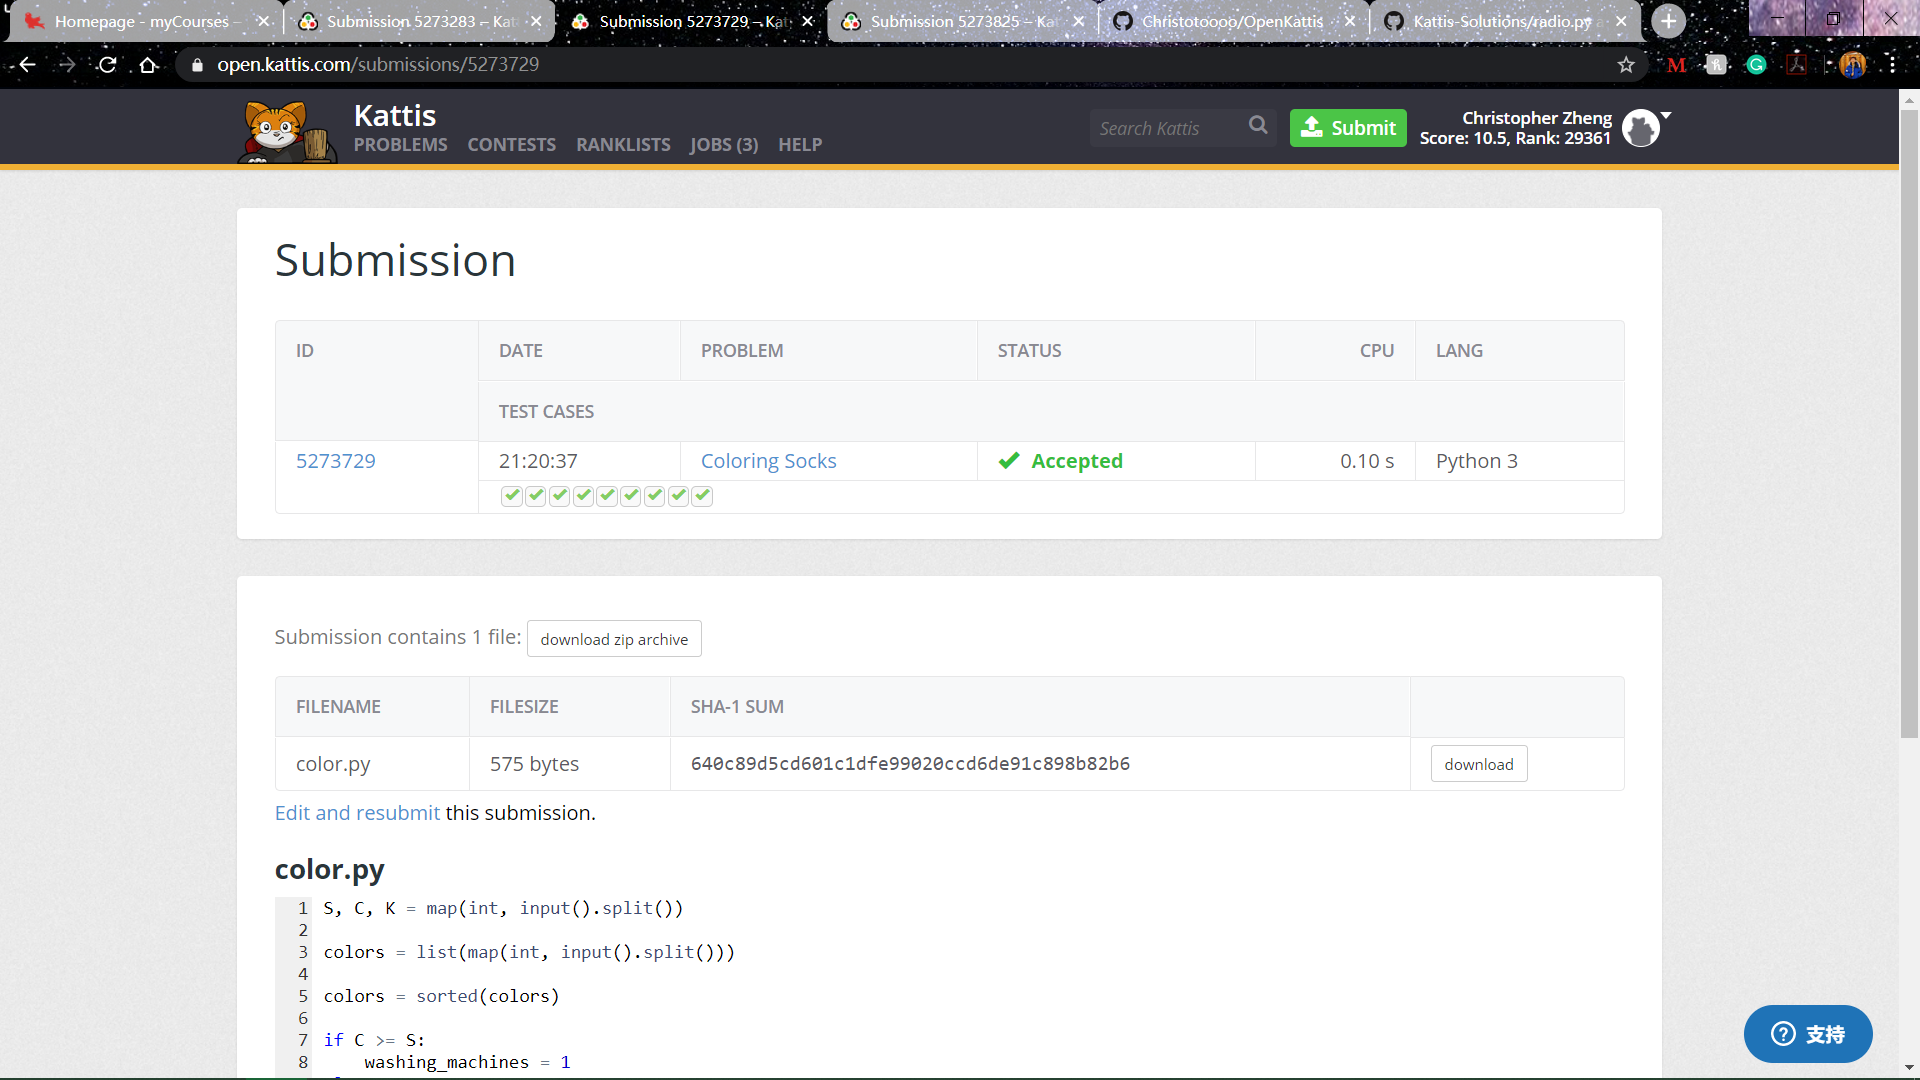 Homepage - myCourses -
Submission 5273283 – Kat
Submission 5273729 – Kat
Submission 5273825 – Kat
Christotoooo/OpenKattis
Kattis-Solutions/radio.py a
open.kattis.com/submissions/5273729
Kattis
PROBLEMS CONTESTS RANKLISTS JOBS (3) HELP
Search Kattis
Submit
Christopher Zheng
Score: 10.5, Rank: 29361
Submission
ID DATE PROBLEM STATUS CPU LANG
TEST CASES
5273729 21:20:37 Coloring Socks Accepted 0.10 s Python 3
Submission contains 1 file: download zip archive
FILENAME FILESIZE SHA-1 SUM
color.py 575 bytes 640c89d5cd601c1dfe99020ccd6de91c898b82b6 download
Edit and resubmit this submission.
color.py
1 S, C, K = map(int, input().split())
2
3 colors = list(map(int, input().split()))
4
5 colors = sorted(colors)
6
7 if C >= S:
8 washing_machines = 1
支持